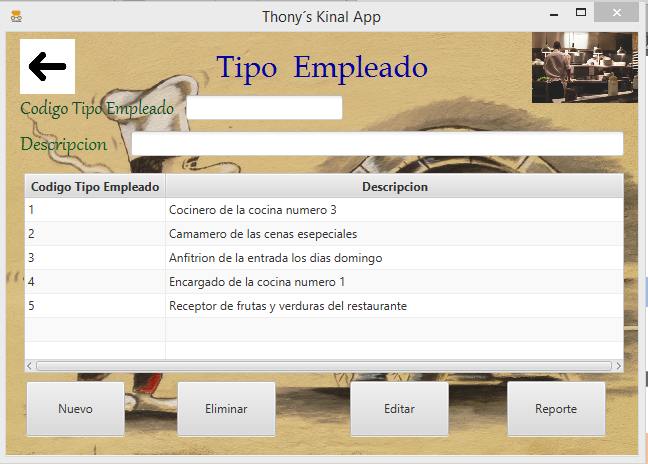 Thony´s Kinal App
Tipo Empleado
Codigo Tipo Empleado
Descripcion
Codigo Tipo Empleado Descripcion
1 Cocinero de la cocina numero 3
2 Camamero de las cenas esepeciales
3 Anfitrion de la entrada los dias domingo
4 Encargado de la cocina numero 1
5 Receptor de frutas y verduras del restaurante
Nuevo Eliminar Editar Reporte